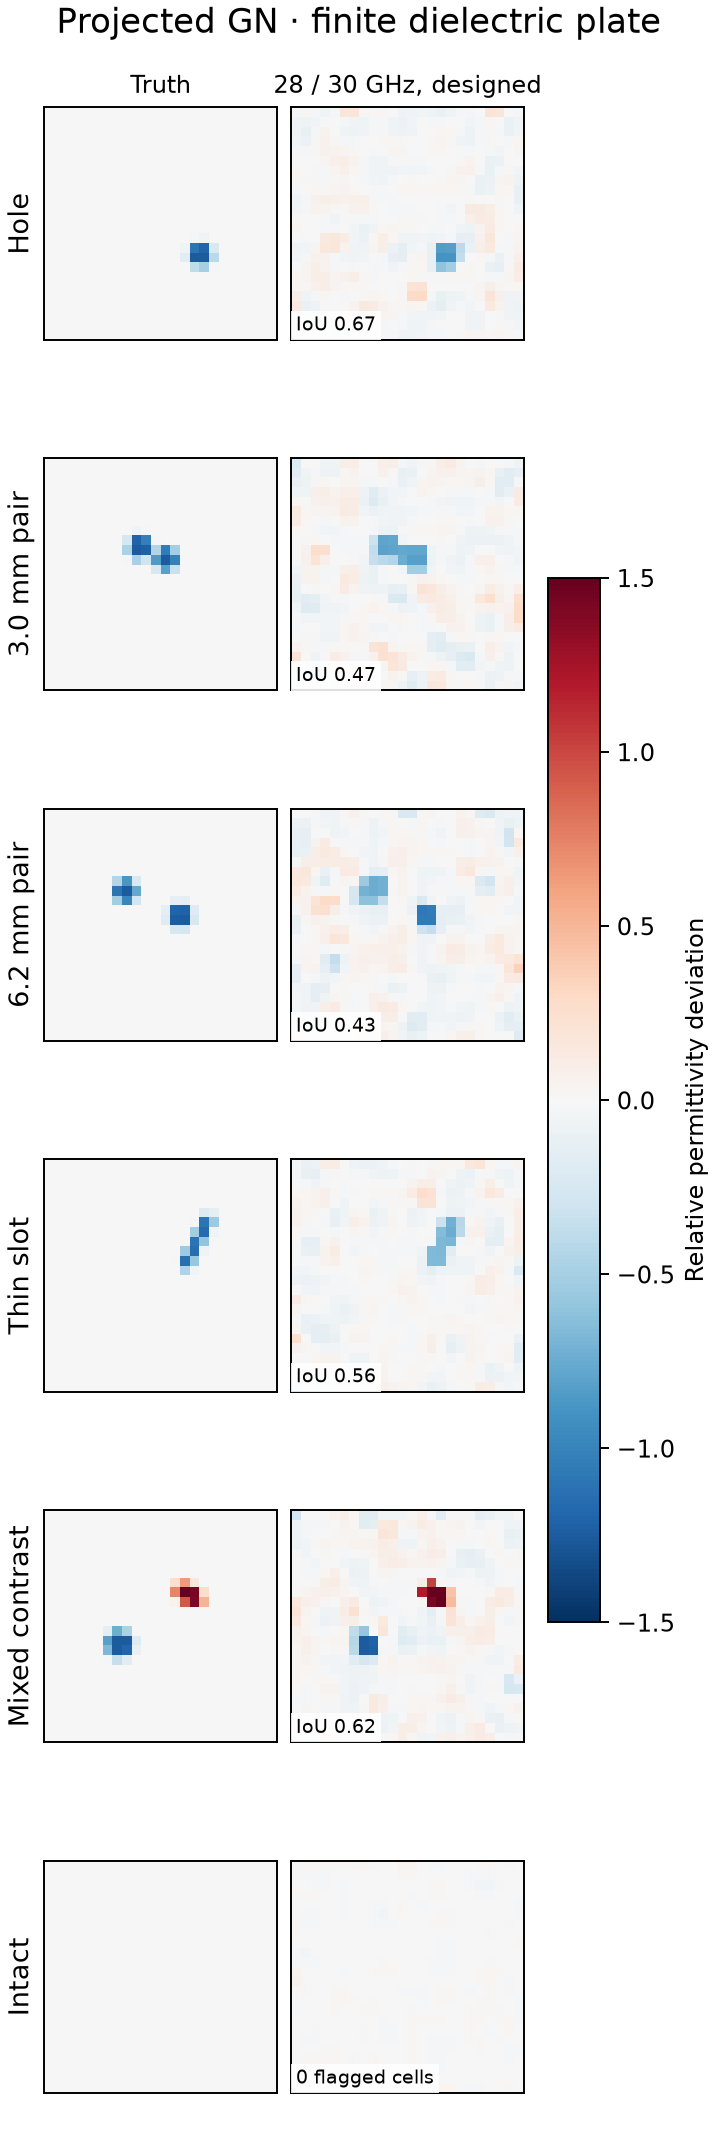 Projected GN · finite dielectric plate
Truth
28 / 30 GHz, designed
Hole
IoU 0.67
3.0 mm pair
IoU 0.47
6.2 mm pair
IoU 0.43
Thin slot
IoU 0.56
Mixed contrast
IoU 0.62
Intact
0 flagged cells
1.5
1.0
0.5
0.0
−0.5
−1.0
−1.5
Relative permittivity deviation